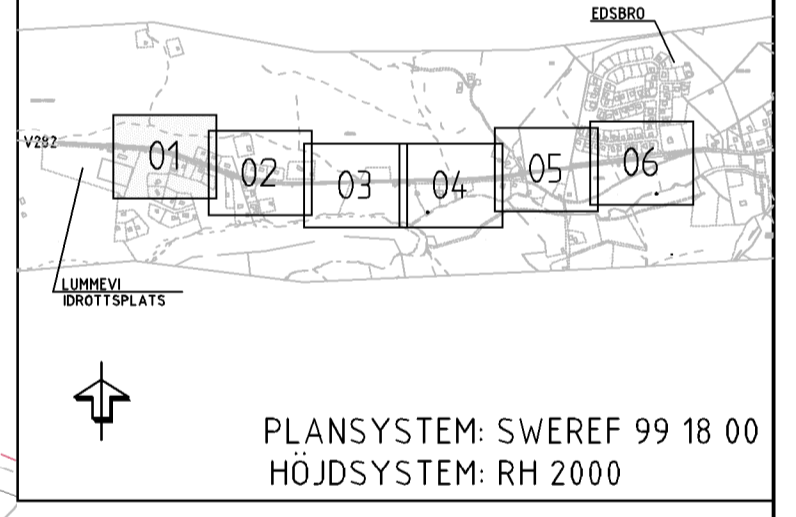 EDSBRO
V282
01
02
03
04
05
06
LUMMEVI
IDROTTSPLATS
PLANSYSTEM: SWEREF 99 18 00
HÖJDSYSTEM: RH 2000